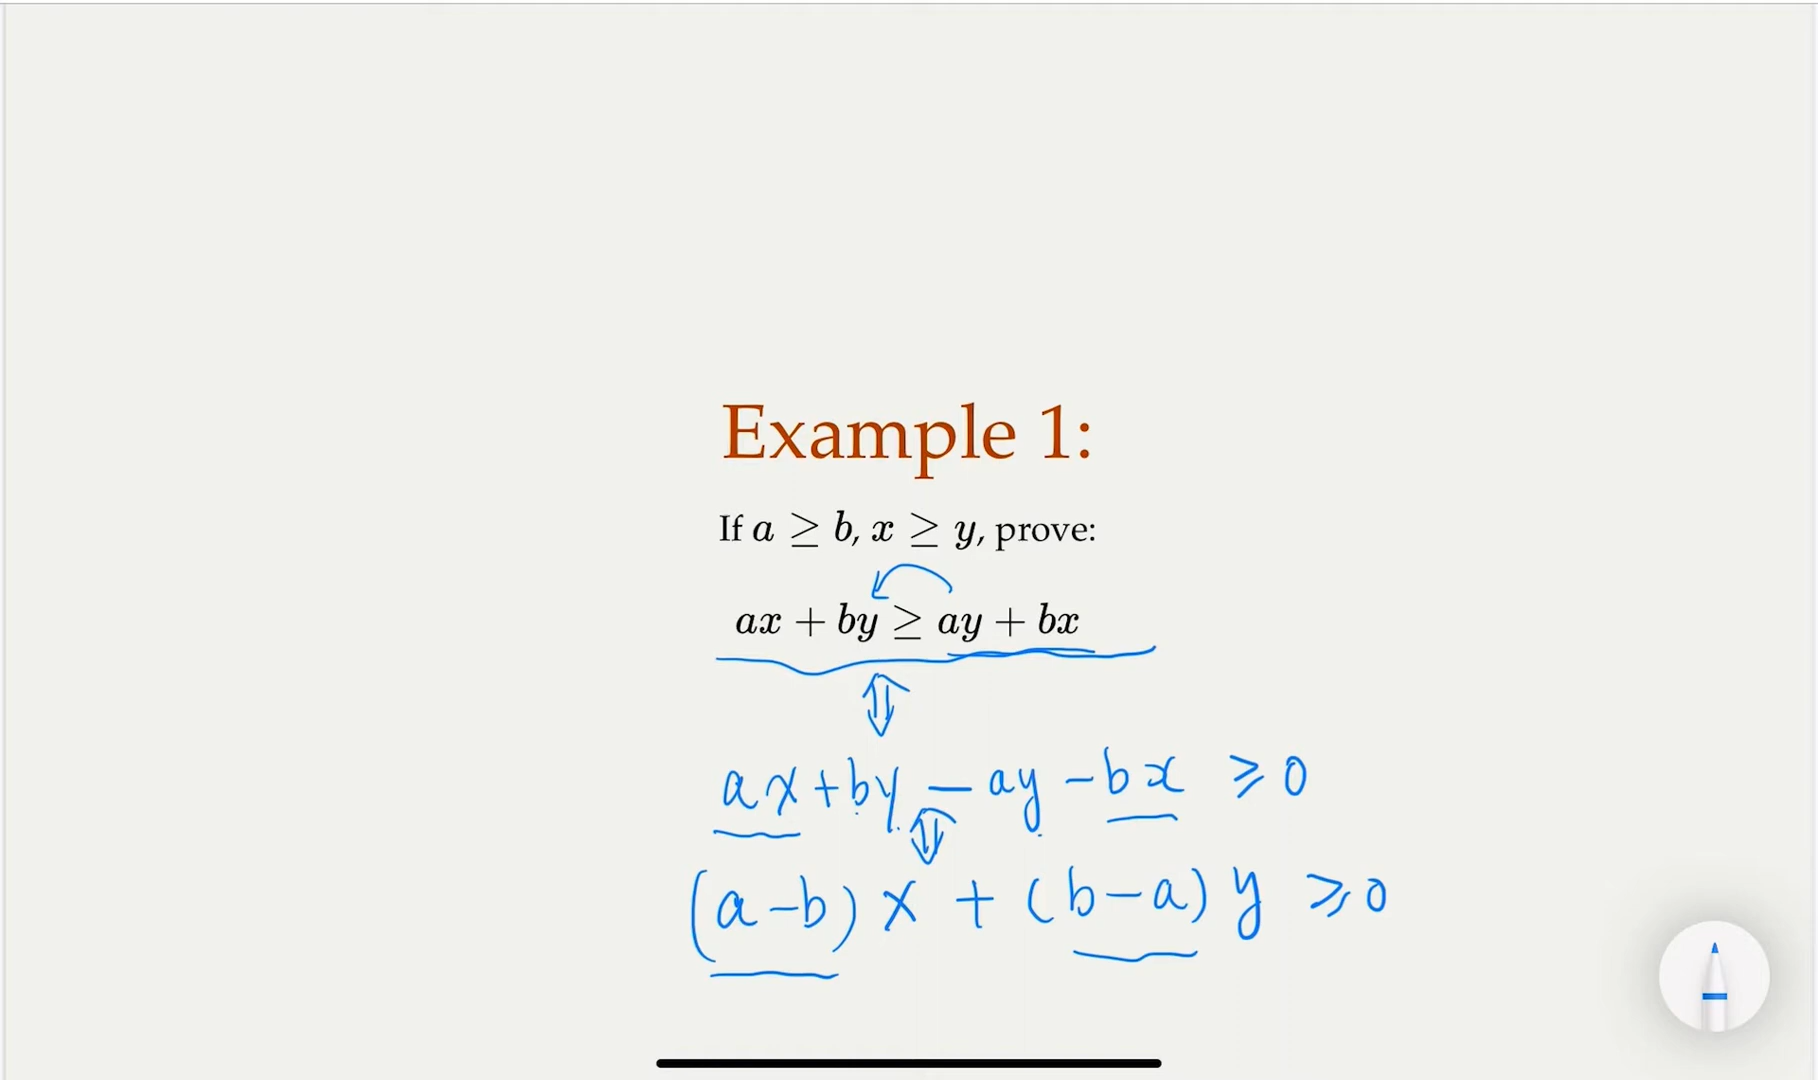 Example 1:
If a ≥ b, x ≥ y, prove:
ax + by ≥ ay + bx
⇕
ax+by − ay − bx ≥ 0
⇕
(a−b) x + (b−a) y ≥ 0